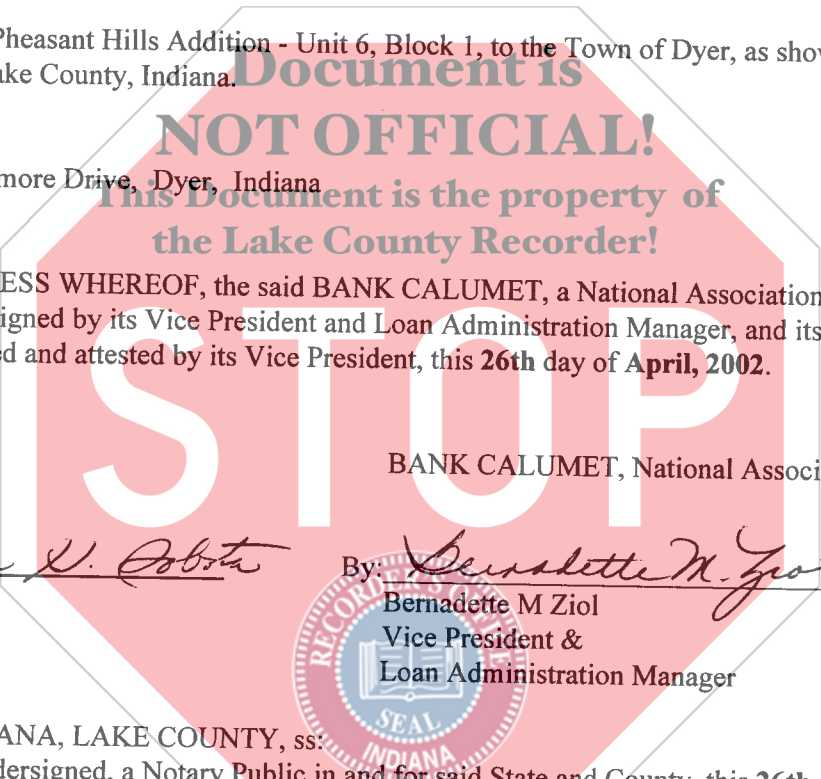 Pheasant Hills Addition - Unit 6, Block 1, to the Town of Dyer, as show
ake County, Indiana.
Document is
NOT OFFICIAL!
more Drive, Dyer, Indiana
This Document is the property of
the Lake County Recorder!
ESS WHEREOF, the said BANK CALUMET, a National Association
igned by its Vice President and Loan Administration Manager, and its
ed and attested by its Vice President, this 26th day of April, 2002.
STOP
BANK CALUMET, National Associ
By: Bernadette M. Zio
Bernadette M Ziol
Vice President &
Loan Administration Manager
RECORDER'S OFFICE
SEAL
INDIANA
ANA, LAKE COUNTY, ss:
dersigned, a Notary Public in and for said State and County, this 26th